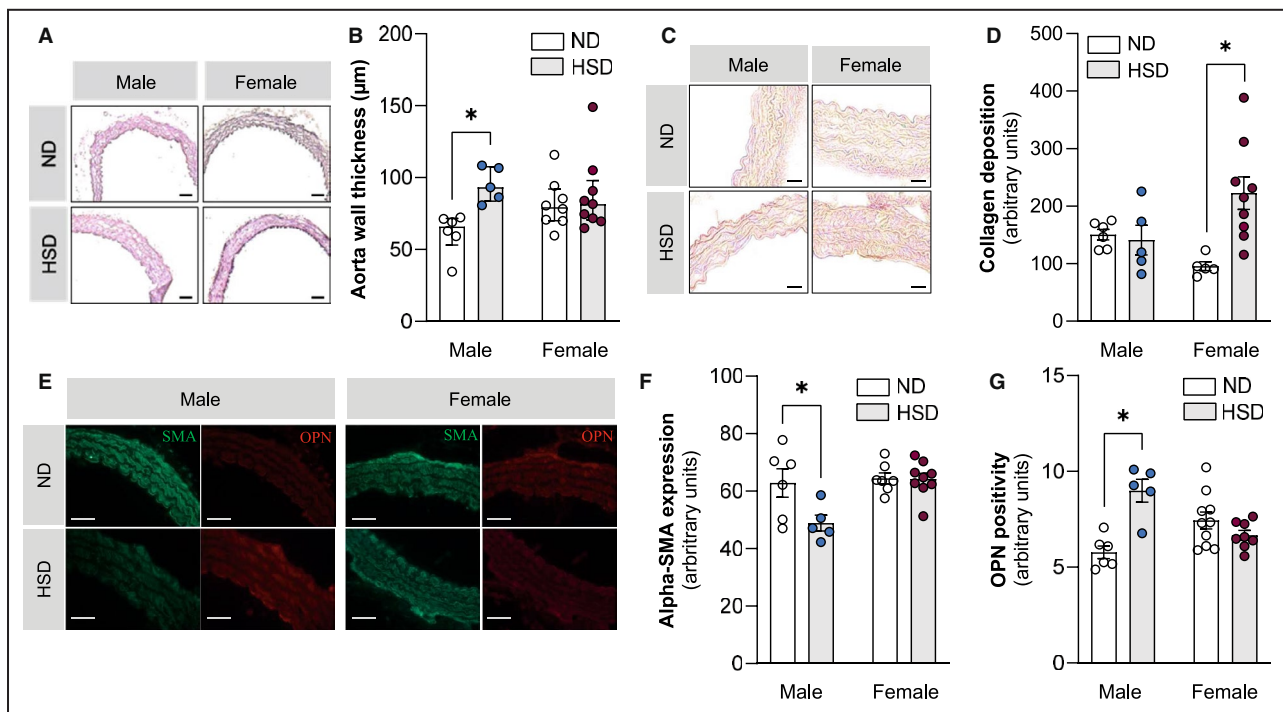 A
Male Female
ND
HSD
B
Aorta wall thickness (µm)
200
150
100
50
0
ND
HSD
*
Male Female
C
Male Female
ND
HSD
D
Collagen deposition
(arbitrary units)
500
400
300
200
100
0
ND
HSD
*
Male Female
E
Male Female
ND
SMA OPN SMA OPN
HSD
F
Alpha-SMA expression
(arbritrary units)
100
80
60
40
20
0
ND
HSD
*
Male Female
G
OPN positivity
(arbitrary units)
15
10
5
0
ND
HSD
*
Male Female